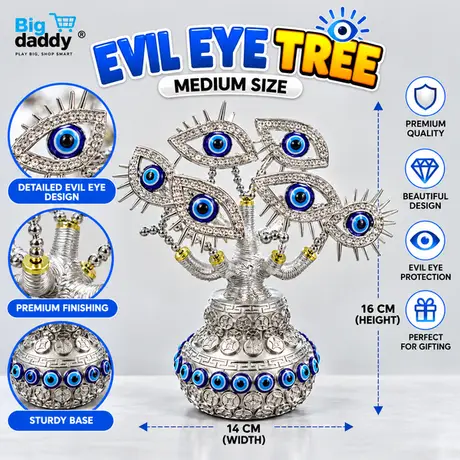 Big
daddy®
PLAY BIG, SHOP SMART
EVIL EYE TREE
MEDIUM SIZE
DETAILED EVIL EYE
DESIGN
PREMIUM FINISHING
STURDY BASE
PREMIUM
QUALITY
BEAUTIFUL
DESIGN
EVIL EYE
PROTECTION
PERFECT
FOR GIFTING
16 CM
(HEIGHT)
14 CM
(WIDTH)